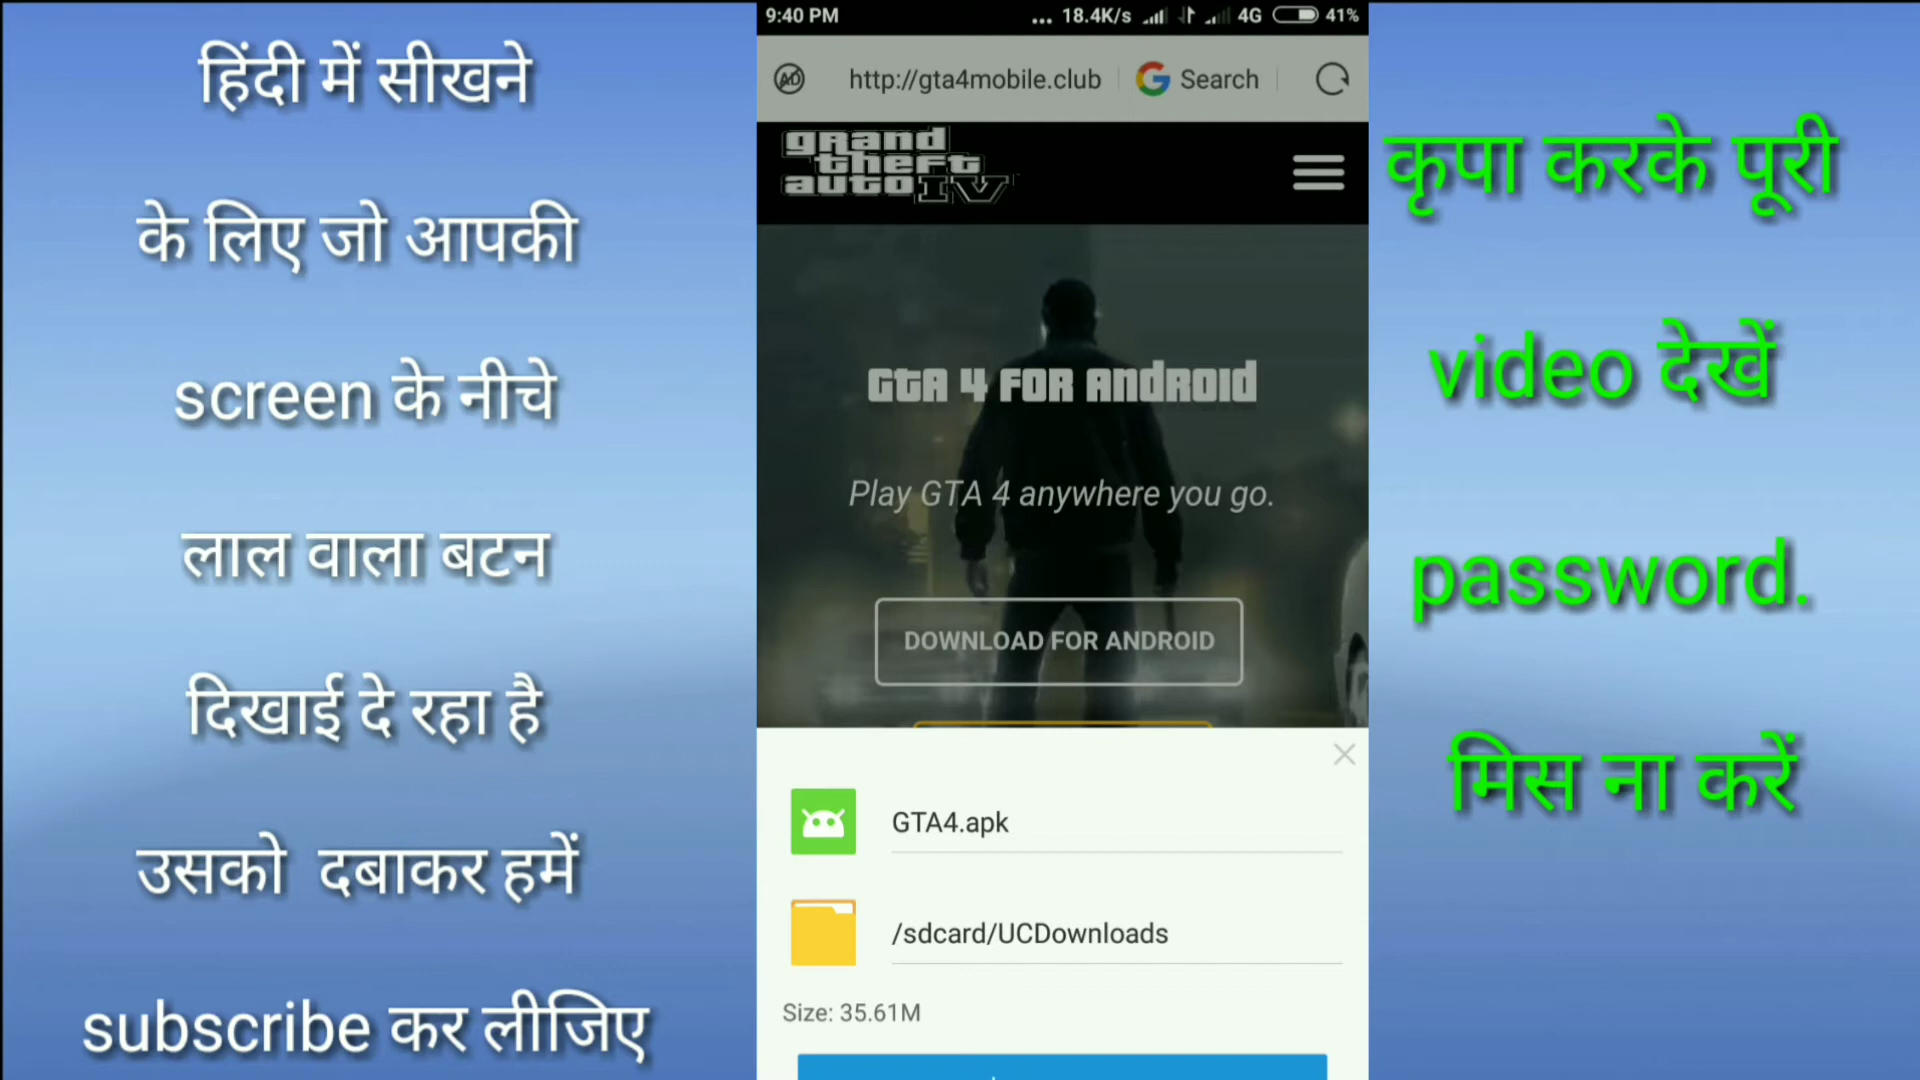 हिंदी में सीखने
के लिए जो आपकी
screen के नीचे
लाल वाला बटन
दिखाई दे रहा है
उसको दबाकर हमें
subscribe कर लीजिए
9:40 PM
... 18.4K/s 4G 41%
AD http://gta4mobile.club G Search
grand
theft
auto IV
GTA 4 FOR ANDROID
Play GTA 4 anywhere you go.
DOWNLOAD FOR ANDROID
GTA4.apk
/sdcard/UCDownloads
Size: 35.61M
कृपा करके पूरी
video देखें
password.
मिस ना करें